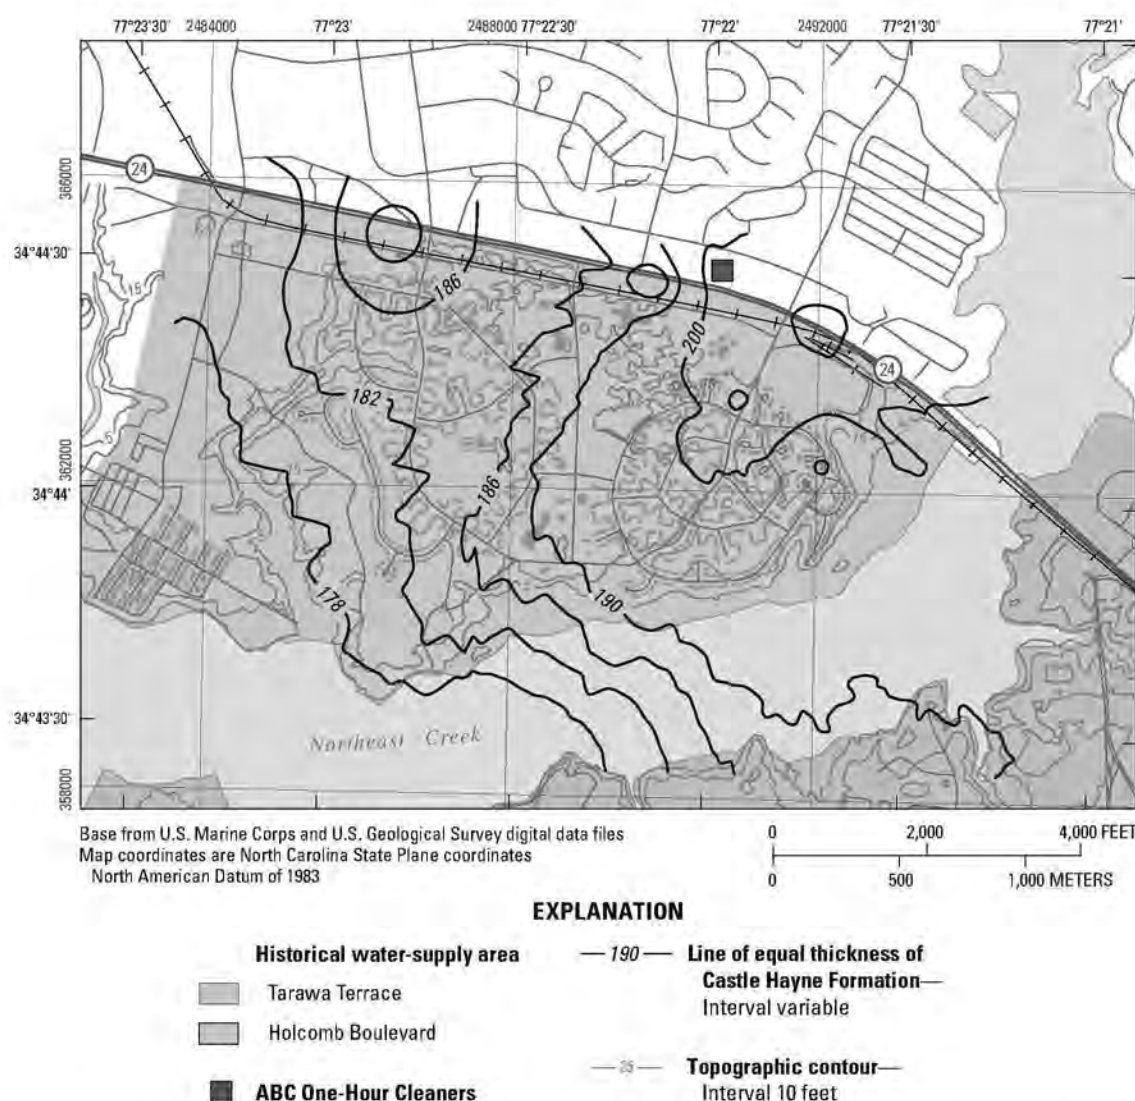 77°23'30" 2484000 77°23' 2488000 77°22'30" 77°22' 2492000 77°21'30" 77°21'
24
366000
34°44'30"
15
186
200
24
182
5
362000
34°44'
186
15
178
190
34°43'30"
Northeast Creek
358000
Base from U.S. Marine Corps and U.S. Geological Survey digital data files
Map coordinates are North Carolina State Plane coordinates
North American Datum of 1983
0 2,000 4,000 FEET
0 500 1,000 METERS
EXPLANATION
Historical water-supply area
Tarawa Terrace
Holcomb Boulevard
ABC One-Hour Cleaners
190 Line of equal thickness of
Castle Hayne Formation—
Interval variable
Topographic contour—
Interval 10 feet